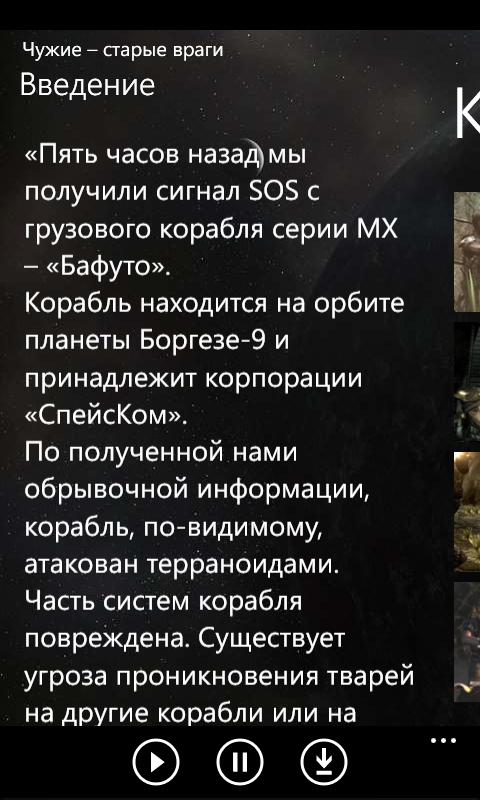 Чужие – старые враги
Введение
К
«Пять часов назад мы
получили сигнал SOS с
грузового корабля серии МХ
– «Бафуто».
Корабль находится на орбите
планеты Боргезе-9 и
принадлежит корпорации
«СпейсКом».
По полученной нами
обрывочной информации,
корабль, по-видимому,
атакован терраноидами.
Часть систем корабля
повреждена. Существует
угроза проникновения тварей
на другие корабли или на